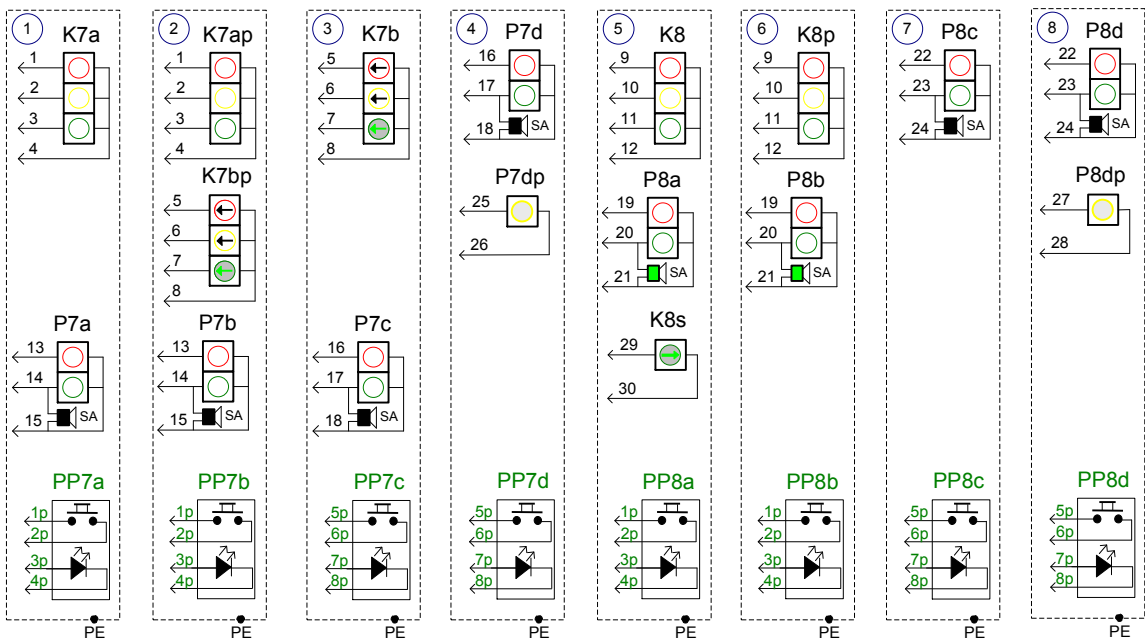 1
K7a
1
2
3
4
P7a
13
14
SA
15
PP7a
1p
2p
3p
4p
PE
2
K7ap
1
2
3
4
K7bp
5
6
7
8
P7b
13
14
SA
15
PP7b
1p
2p
3p
4p
PE
3
K7b
5
6
7
8
P7c
16
17
SA
18
PP7c
5p
6p
7p
8p
PE
4
P7d
16
17
SA
18
P7dp
25
26
PP7d
5p
6p
7p
8p
PE
5
K8
9
10
11
12
P8a
19
20
SA
21
K8s
29
30
PP8a
1p
2p
3p
4p
PE
6
K8p
9
10
11
12
P8b
19
20
SA
21
PP8b
1p
2p
3p
4p
PE
7
P8c
22
23
SA
24
PP8c
5p
6p
7p
8p
PE
8
P8d
22
23
SA
24
P8dp
27
28
PP8d
5p
6p
7p
8p
PE